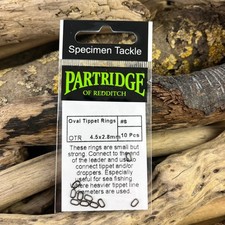 Specimen Tackle
PARTRIDGE
OF REDDITCH
Oval Tippet Rings #8
DTR 4.5x2.8mm 10 Pcs
These rings are small but
strong. Connect to the end
of the leader and use to
connect tippet and/or
droppers. Especially
useful for sea fishing
where heavier tippet line
diameters are used.